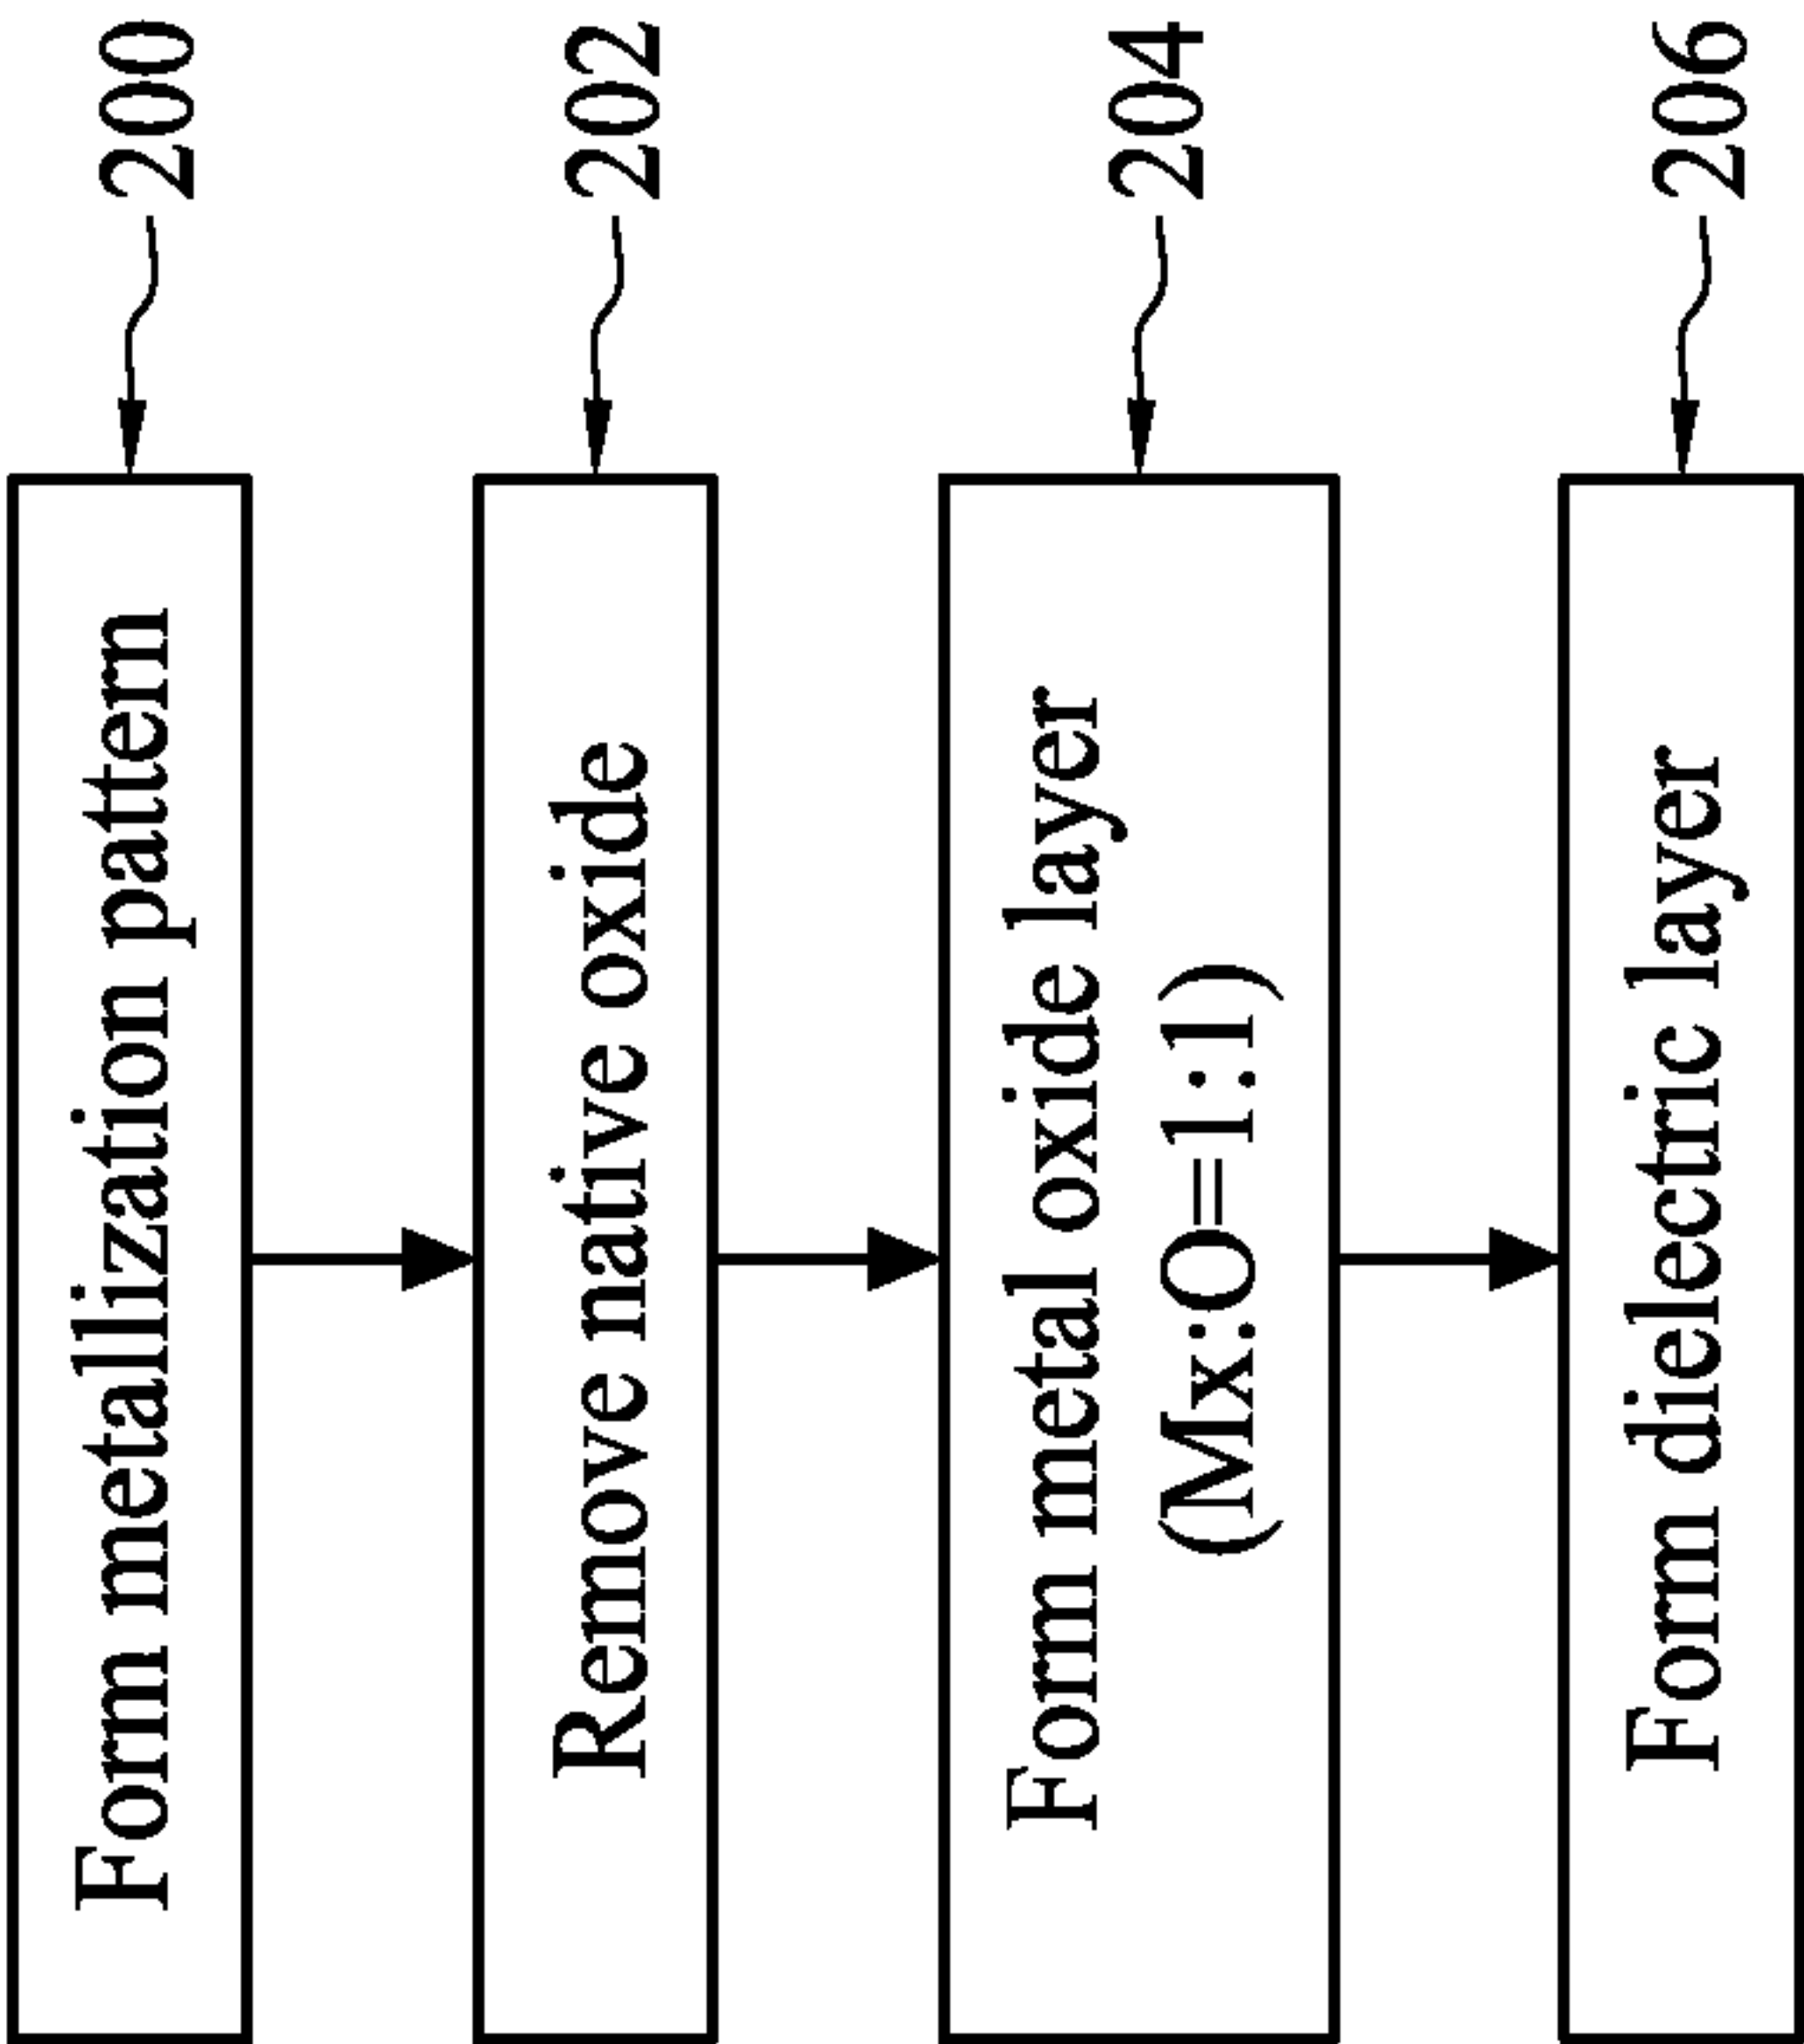 Form metallization pattern
200
Remove native oxide
202
Form metal oxide layer
(Mx:O=1:1)
204
Form dielectric layer
206